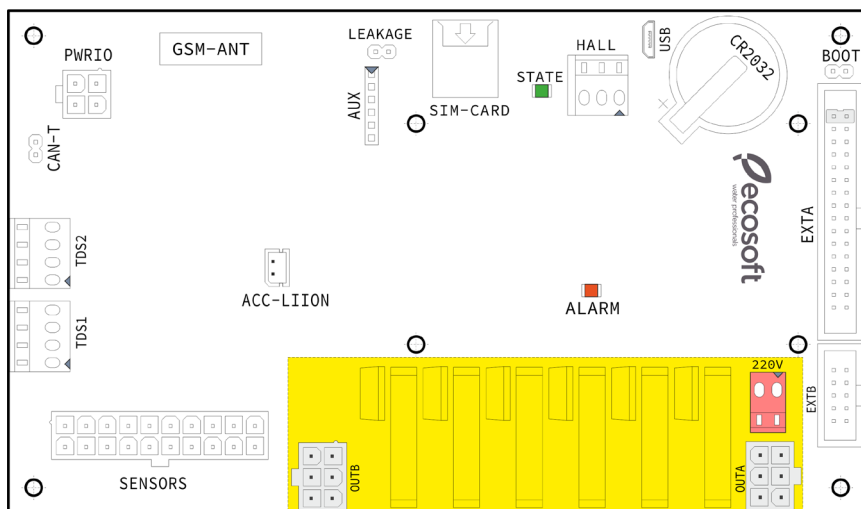 PWRIO
GSM-ANT
LEAKAGE
SIM-CARD
STATE
HALL
USB
CR2032
BOOT
AUX
CAN-T
TDS2
TDS1
ACC-LIION
ALARM
ecosoft
water professionals
EXTA
220V
EXTB
SENSORS
OUTB
OUTA